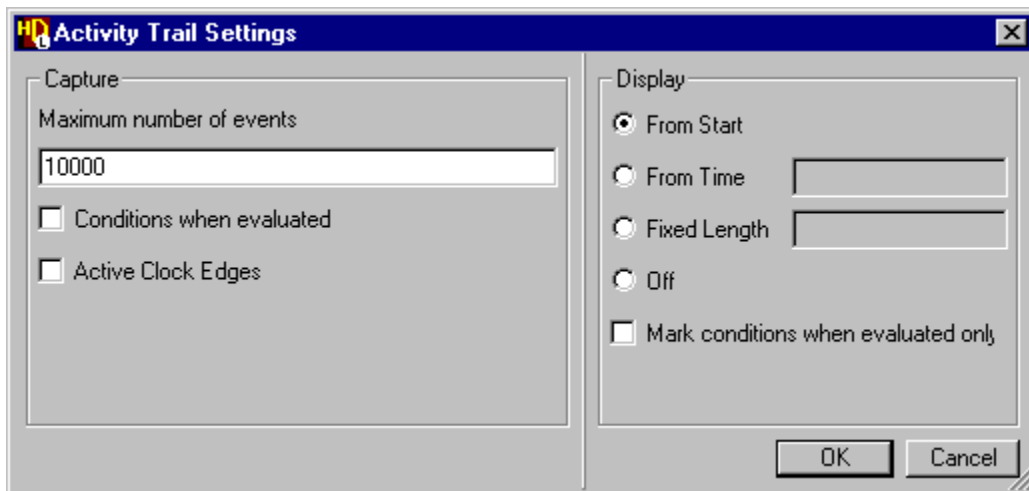 Activity Trail Settings
Capture
Maximum number of events
10000
Conditions when evaluated
Active Clock Edges
Display
From Start
From Time
Fixed Length
Off
Mark conditions when evaluated only
OK
Cancel